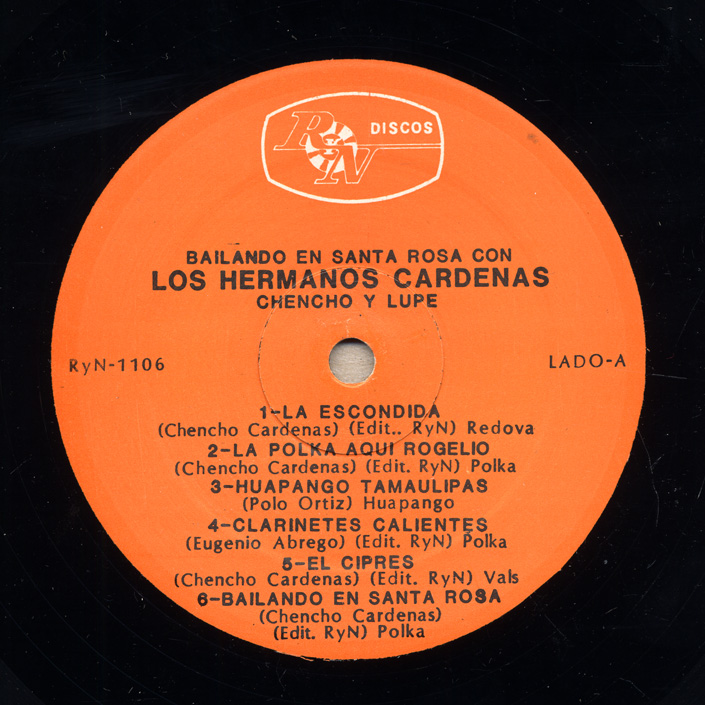 RyN DISCOS
BAILANDO EN SANTA ROSA CON
LOS HERMANOS CARDENAS
CHENCHO Y LUPE
RyN-1106
LADO-A
1-LA ESCONDIDA
(Chencho Cardenas) (Edit.. RyN) Redova
2-LA POLKA AQUI ROGELIO
(Chencho Cardenas) (Edit. RyN) Polka
3-HUAPANGO TAMAULIPAS
(Polo Ortiz) Huapango
4-CLARINETES CALIENTES
(Eugenio Abrego) (Edit. RyN) Polka
5-EL CIPRES
(Chencho Cardenas) (Edit. RyN) Vals
6-BAILANDO EN SANTA ROSA
(Chencho Cardenas)
(Edit. RyN) Polka